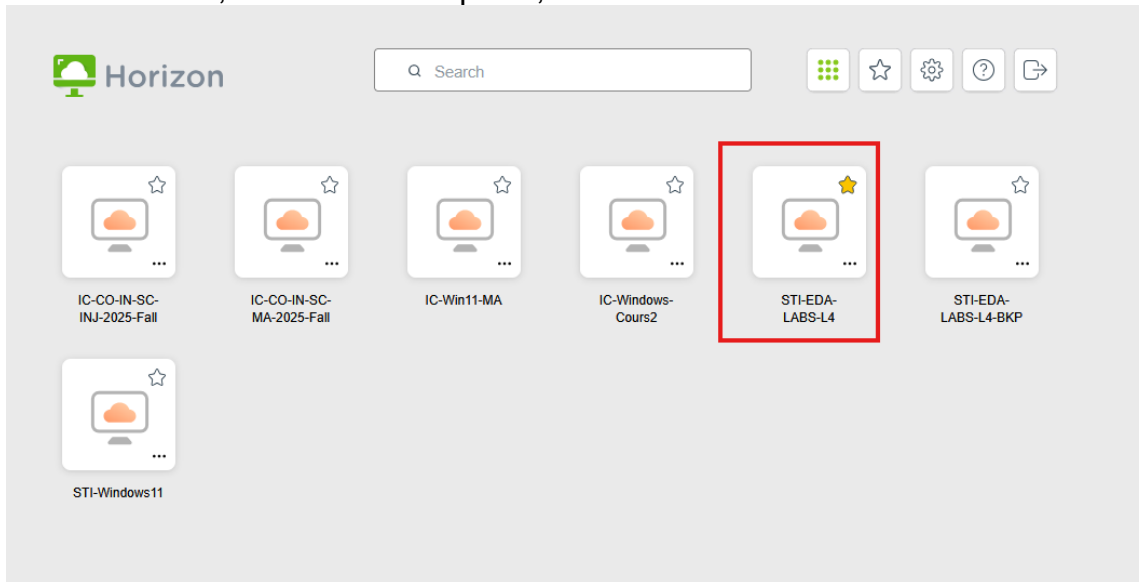 Horizon
Search
IC-CO-IN-SC-
INJ-2025-Fall
IC-CO-IN-SC-
MA-2025-Fall
IC-Win11-MA
IC-Windows-
Cours2
STI-EDA-
LABS-L4
STI-EDA-
LABS-L4-BKP
STI-Windows11